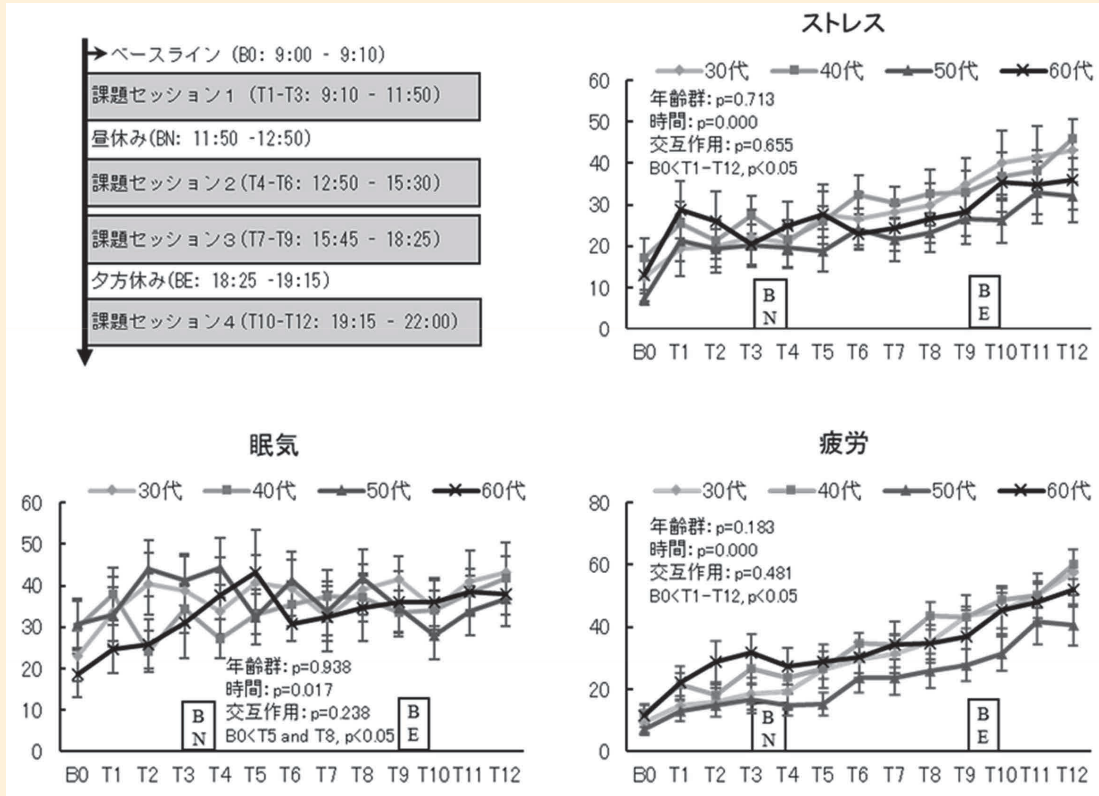 ベースライン (B0: 9:00 - 9:10)
課題セッション１ (T1-T3: 9:10 - 11:50)
昼休み(BN: 11:50 -12:50)
課題セッション２(T4-T6: 12:50 - 15:30)
課題セッション３(T7-T9: 15:45 - 18:25)
夕方休み(BE: 18:25 -19:15)
課題セッション４(T10-T12: 19:15 - 22:00)
ストレス
30代 40代 50代 60代
年齢群: p=0.713
時間: p=0.000
交互作用: p=0.655
B0<T1-T12, p<0.05
60
50
40
30
20
10
0
BN
BE
B0 T1 T2 T3 T4 T5 T6 T7 T8 T9 T10 T11 T12
眠気
30代 40代 50代 60代
60
50
40
30
20
10
0
年齢群: p=0.938
時間: p=0.017
交互作用: p=0.238
B0<T5 and T8, p<0.05
BN
BE
B0 T1 T2 T3 T4 T5 T6 T7 T8 T9 T10 T11 T12
疲労
30代 40代 50代 60代
年齢群: p=0.183
時間: p=0.000
交互作用: p=0.481
B0<T1-T12, p<0.05
80
60
40
20
0
BN
BE
B0 T1 T2 T3 T4 T5 T6 T7 T8 T9 T10 T11 T12